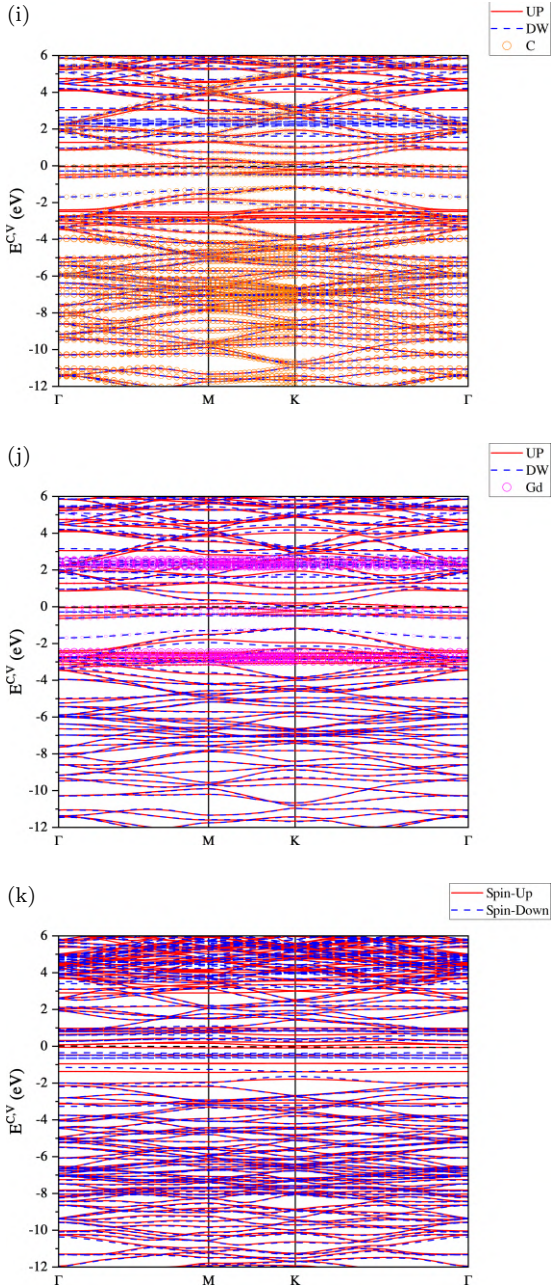 (i)
UP
DW
C
6
4
2
0
-2
-4
-6
-8
-10
-12
E^C,V (eV)
Γ M K Γ
(j)
UP
DW
Gd
6
4
2
0
-2
-4
-6
-8
-10
-12
E^C,V (eV)
Γ M K Γ
(k)
Spin-Up
Spin-Down
6
4
2
0
-2
-4
-6
-8
-10
-12
E^C,V (eV)
Γ M K Γ